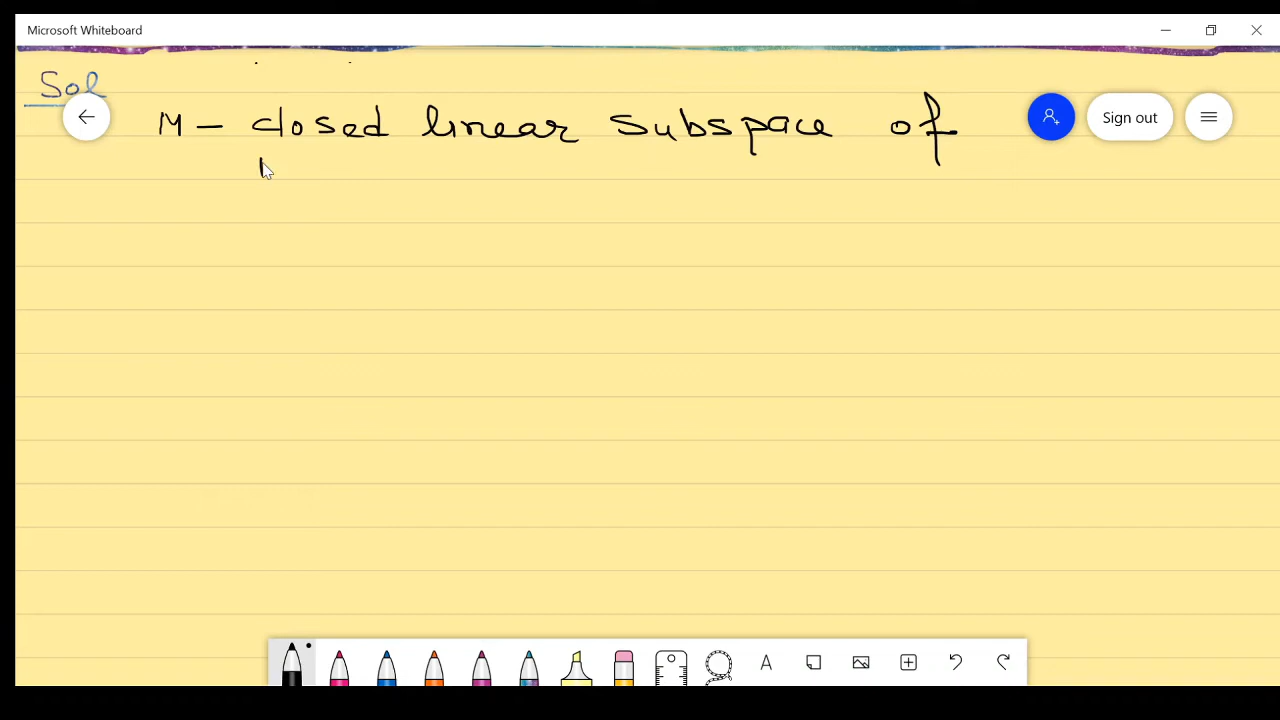 Microsoft Whiteboard
Sol
M - closed linear subspace of
Sign out